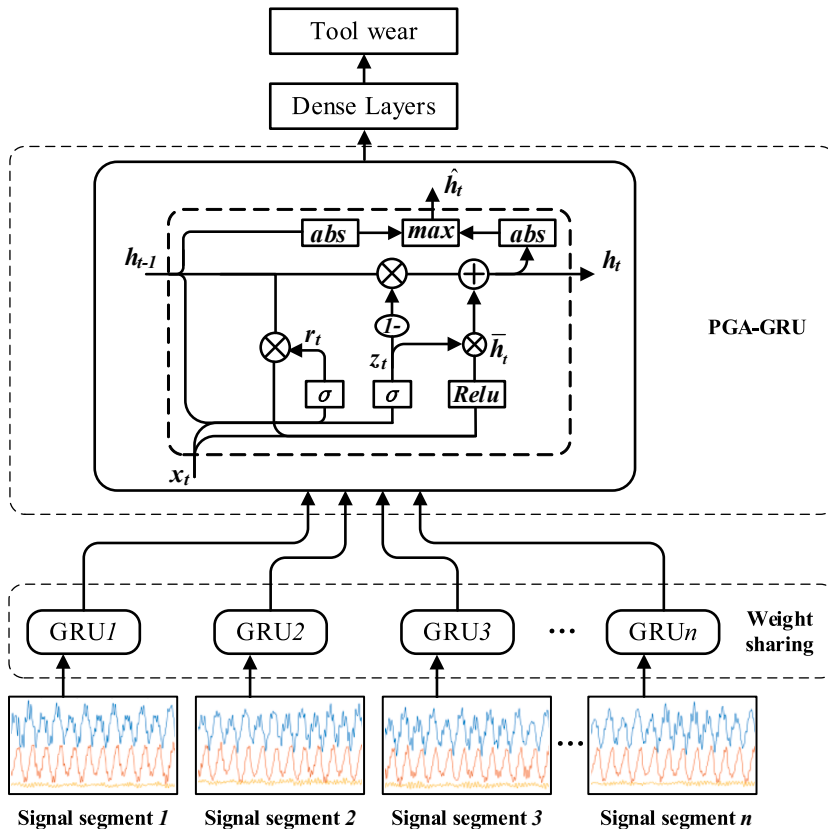 Tool wear
Dense Layers
ĥt
abs
max
abs
ht-1
ht
1-
rt
zt
h̅t
σ
σ
Relu
xt
PGA-GRU
GRU1
GRU2
GRU3
...
GRUn
Weight
sharing
...
Signal segment 1
Signal segment 2
Signal segment 3
Signal segment n